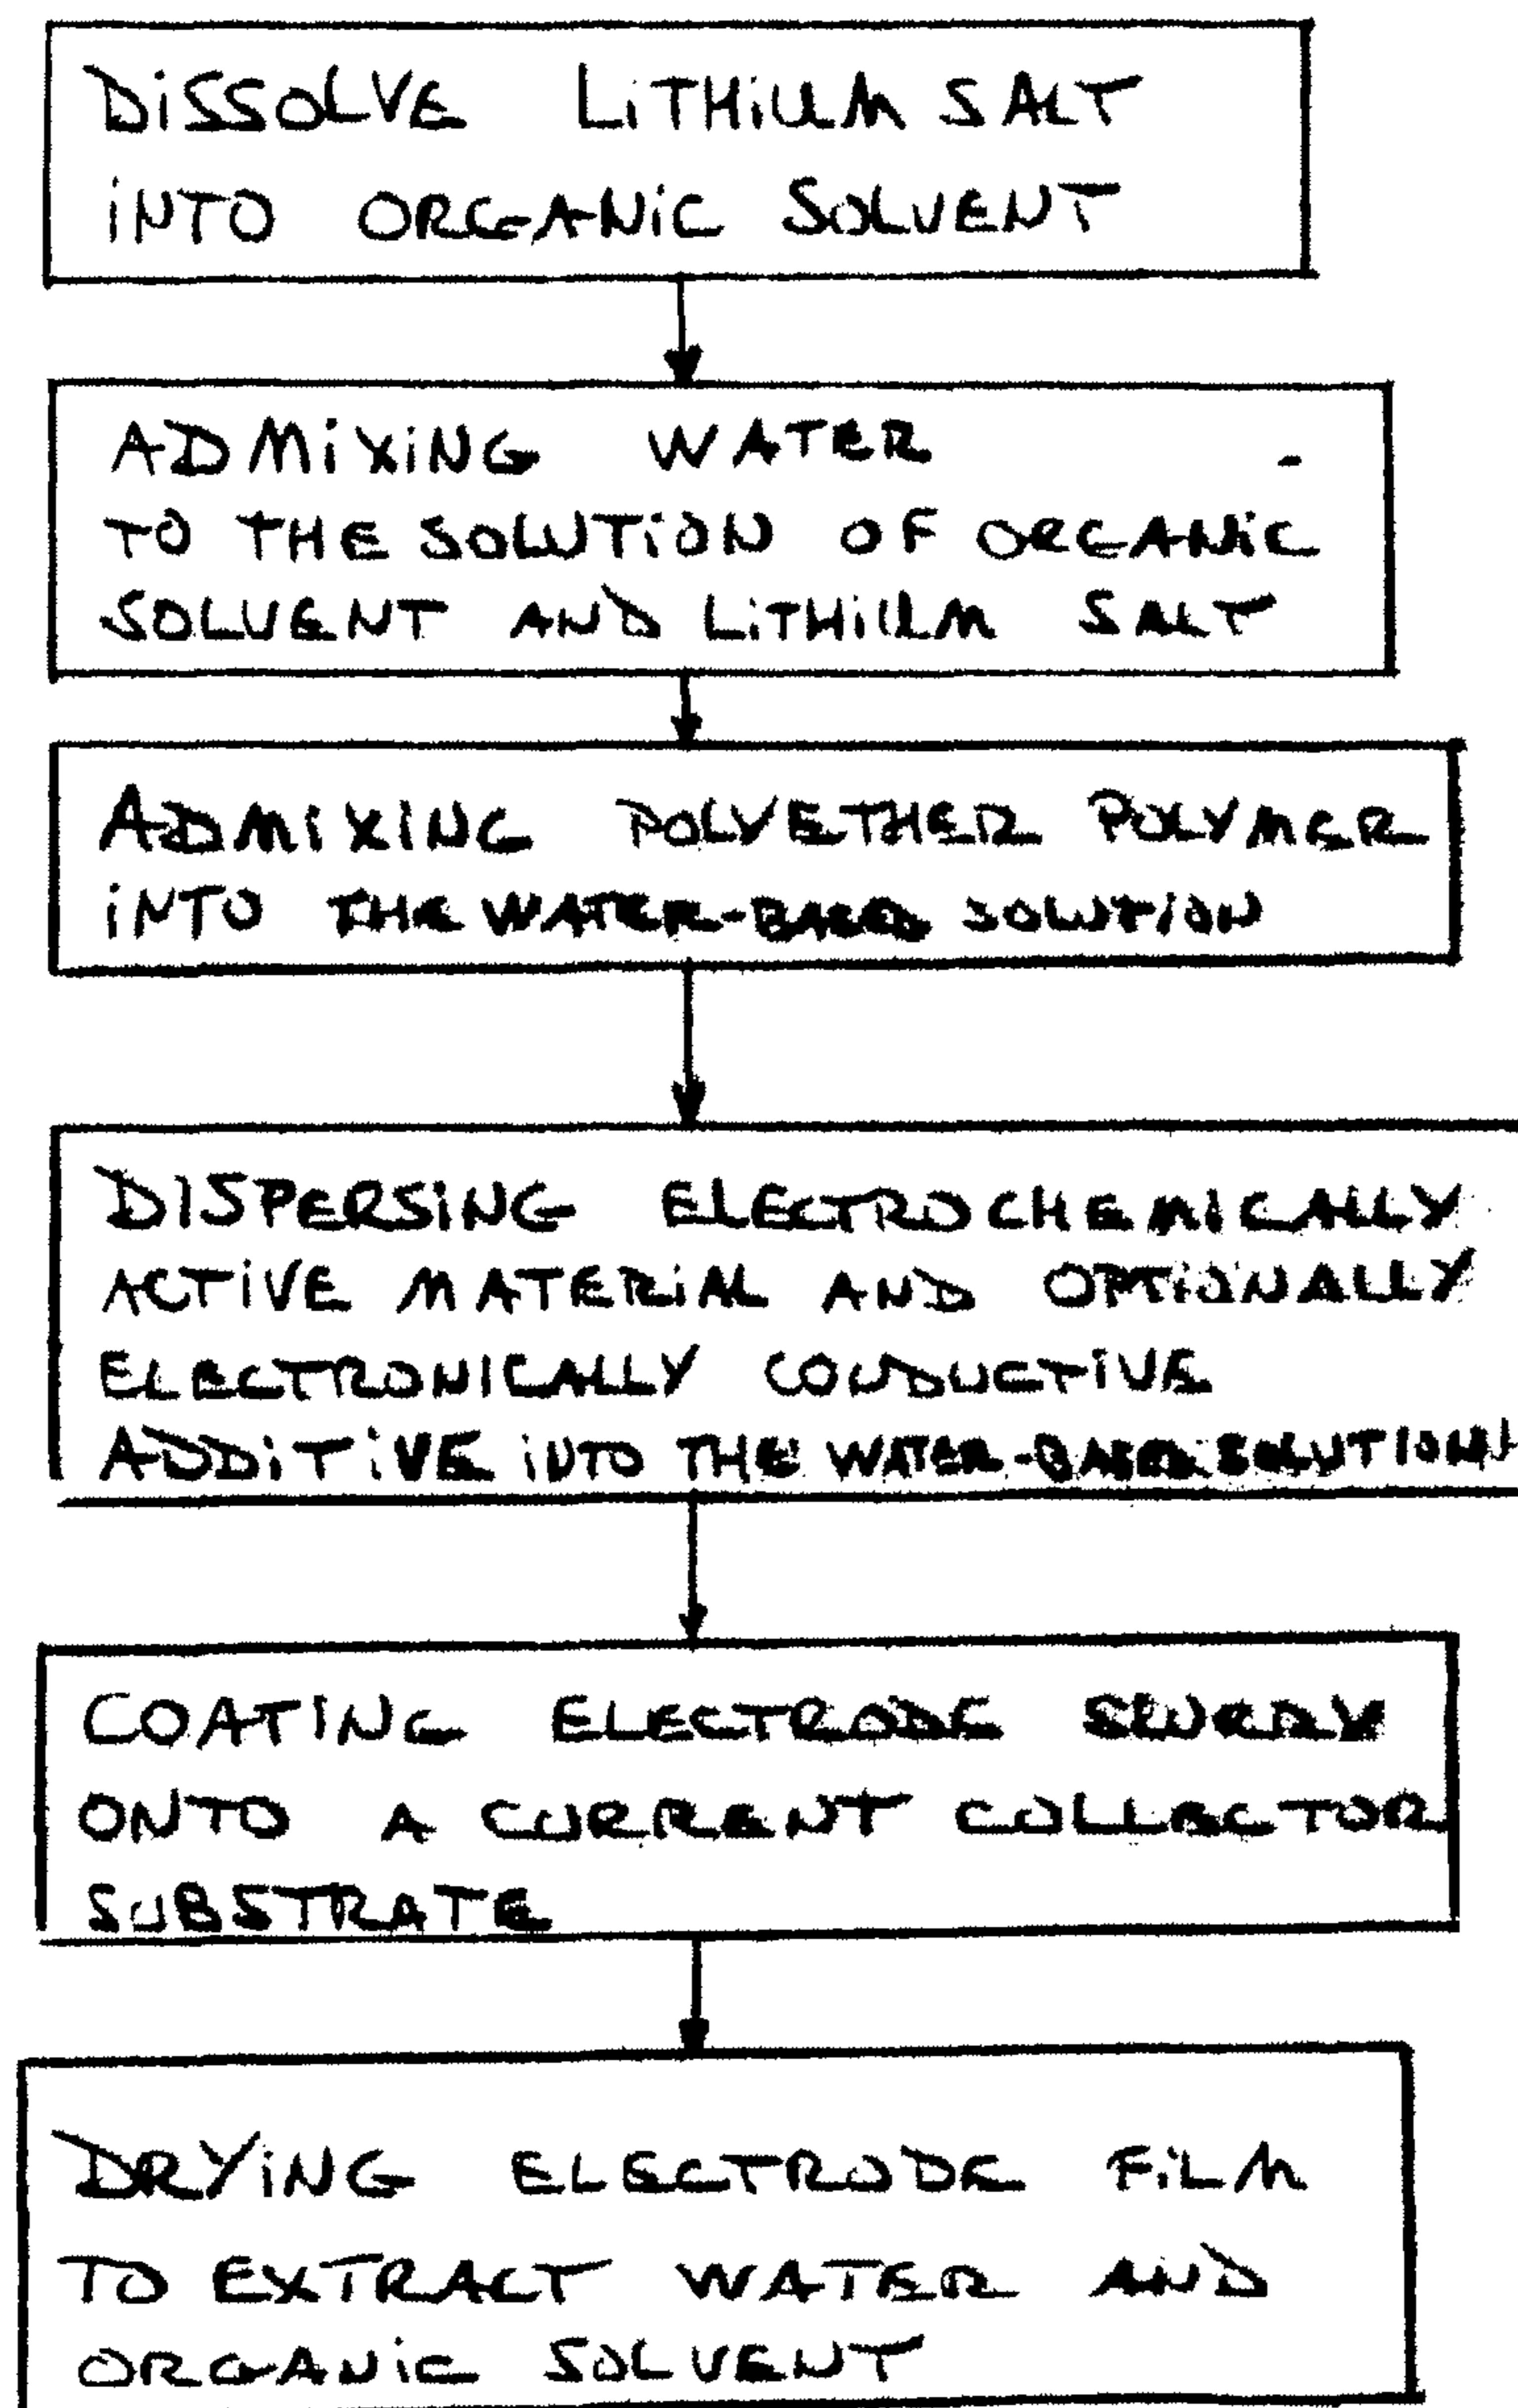 DISSOLVE LITHIUM SALT
INTO ORGANIC SOLVENT
ADMIXING WATER
TO THE SOLUTION OF ORGANIC
SOLVENT AND LITHIUM SALT
ADMIXING POLYETHER POLYMER
INTO THE WATER-BASED SOLUTION
DISPERSING ELECTROCHEMICALLY
ACTIVE MATERIAL AND OPTIONALLY
ELECTRONICALLY CONDUCTIVE
ADDITIVE INTO THE WATER-BASED SOLUTION
COATING ELECTRODE SLURRY
ONTO A CURRENT COLLECTOR
SUBSTRATE
DRYING ELECTRODE FILM
TO EXTRACT WATER AND
ORGANIC SOLVENT